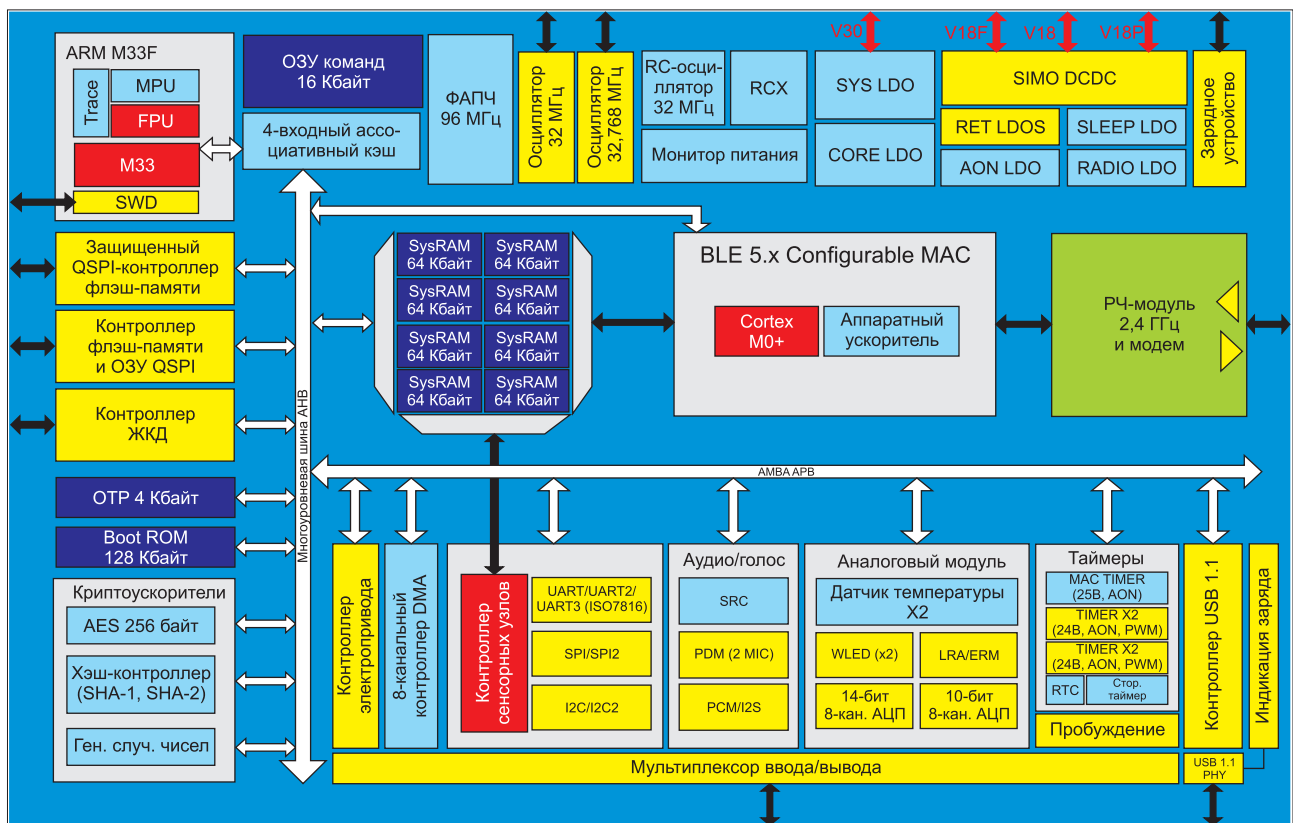 ARM M33F
Trace
MPU
FPU
M33
SWD
ОЗУ команд
16 Кбайт
4-входный ассо-
циативный кэш
ФАПЧ
96 МГц
Осциллятор
32 МГц
Осциллятор
32,768 МГц
RC-осци-
ллятор
32 МГц
RCX
Монитор питания
V30
SYS LDO
CORE LDO
V18F
V18
V18P
SIMO DCDC
RET LDOS
SLEEP LDO
AON LDO
RADIO LDO
Зарядное
устройство
Защищенный
QSPI-контроллер
флэш-памяти
Контроллер
флэш-памяти
и ОЗУ QSPI
Контроллер
ЖКД
OTP 4 Кбайт
Boot ROM
128 Кбайт
Криптоускорители
AES 256 байт
Хэш-контроллер
(SHA-1, SHA-2)
Ген. случ. чисел
Многоуровневая шина AHB
SysRAM
64 Кбайт
SysRAM
64 Кбайт
SysRAM
64 Кбайт
SysRAM
64 Кбайт
SysRAM
64 Кбайт
SysRAM
64 Кбайт
SysRAM
64 Кбайт
SysRAM
64 Кбайт
BLE 5.x Configurable MAC
Cortex
M0+
Аппаратный
ускоритель
РЧ-модуль
2,4 ГГц
и модем
AMBA APB
Контроллер
электропривода
8-канальный
контроллер DMA
Контроллер
сенсорных узлов
UART/UART2/
UART3 (ISO7816)
SPI/SPI2
I2C/I2C2
Аудио/голос
SRC
PDM (2 MIC)
PCM/I2S
Аналоговый модуль
Датчик температуры
X2
WLED (x2)
LRA/ERM
14-бит
8-кан. АЦП
10-бит
8-кан. АЦП
Таймеры
MAC TIMER
(25B, AON)
TIMER X2
(24B, AON, PWM)
TIMER X2
(24B, AON, PWM)
RTC
Стор.
таймер
Пробуждение
Контроллер USB 1.1
Индикация заряда
Мультиплексор ввода/вывода
USB 1.1
PHY